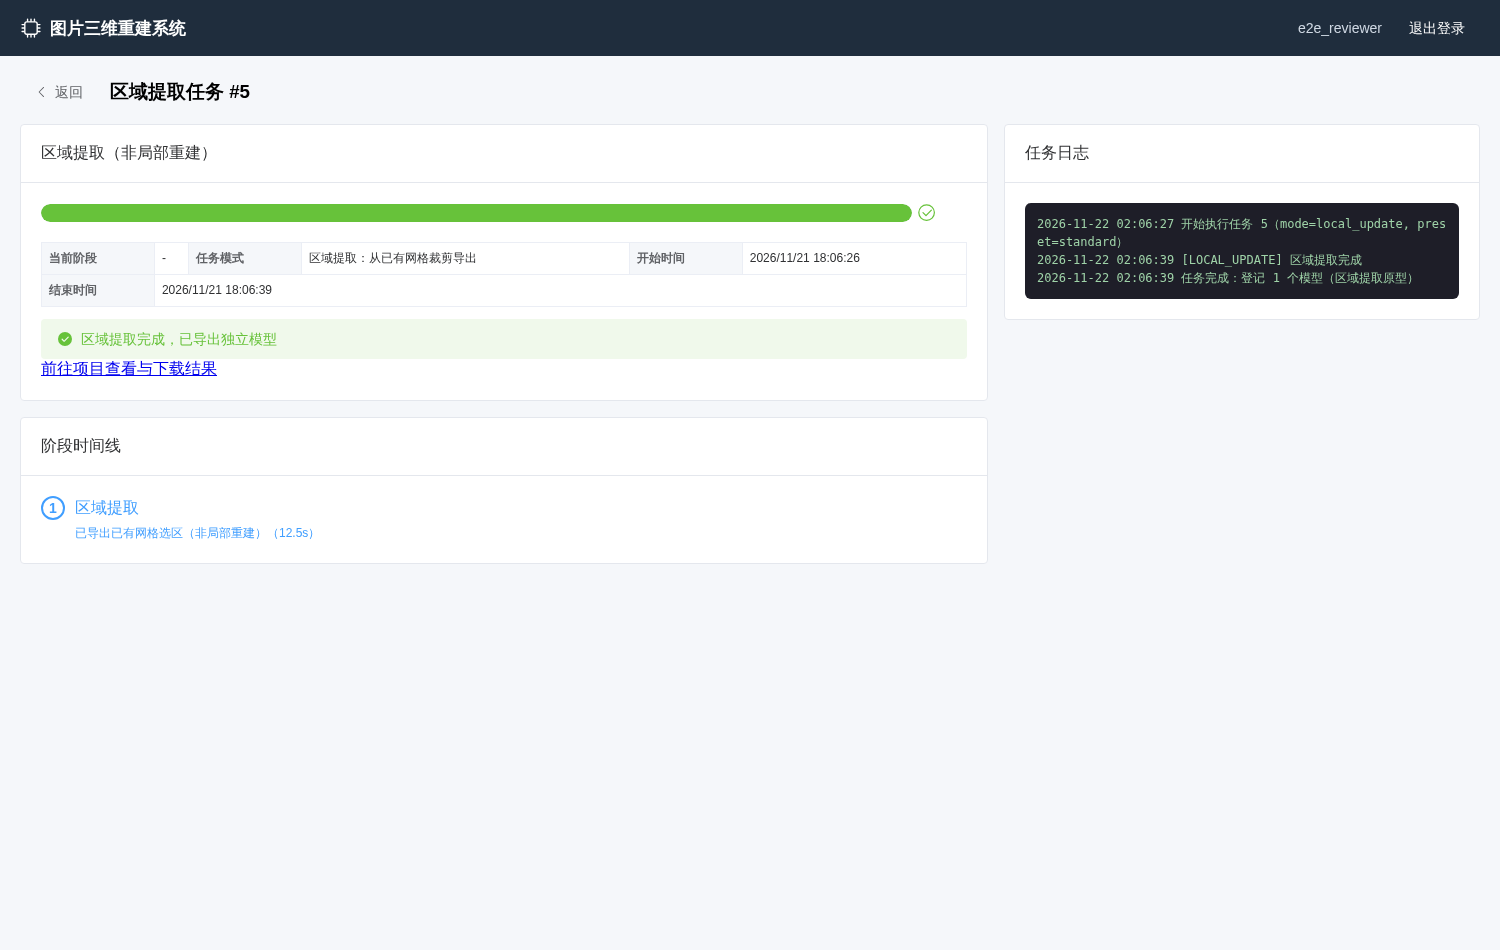 图片三维重建系统
e2e_reviewer
退出登录
返回
区域提取任务 #5
区域提取（非局部重建）
当前阶段 - 任务模式 区域提取：从已有网格裁剪导出 开始时间 2026/11/21 18:06:26
结束时间 2026/11/21 18:06:39
区域提取完成，已导出独立模型
前往项目查看与下载结果
阶段时间线
1 区域提取
已导出已有网格选区（非局部重建）（12.5s）
任务日志
2026-11-22 02:06:27 开始执行任务 5（mode=local_update, pres
et=standard）
2026-11-22 02:06:39 [LOCAL_UPDATE] 区域提取完成
2026-11-22 02:06:39 任务完成：登记 1 个模型（区域提取原型）